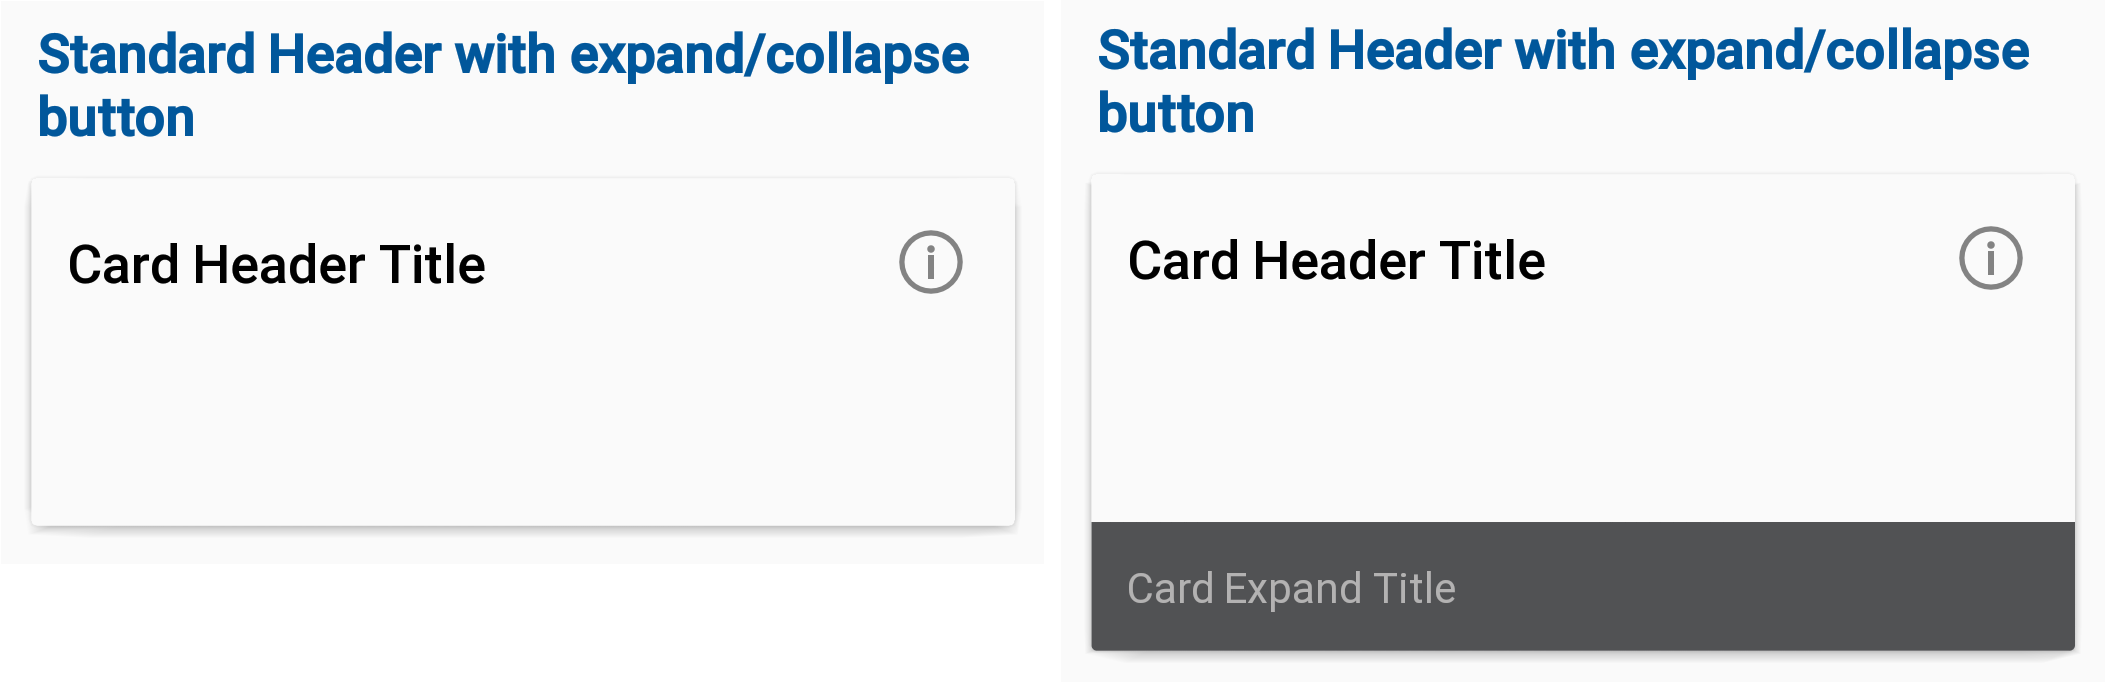 Standard Header with expand/collapse
button
Card Header Title
Standard Header with expand/collapse
button
Card Header Title
Card Expand Title